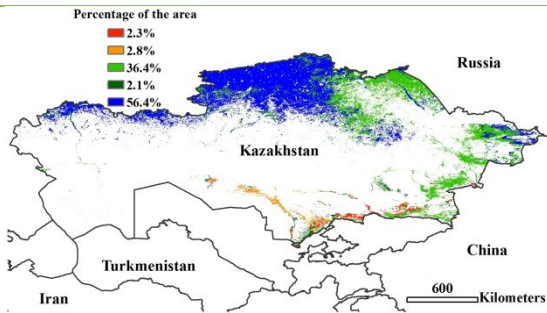 Percentage of the area
2.3%
2.8%
36.4%
2.1%
56.4%
Russia
Kazakhstan
China
Turkmenistan
Iran
600
Kilometers